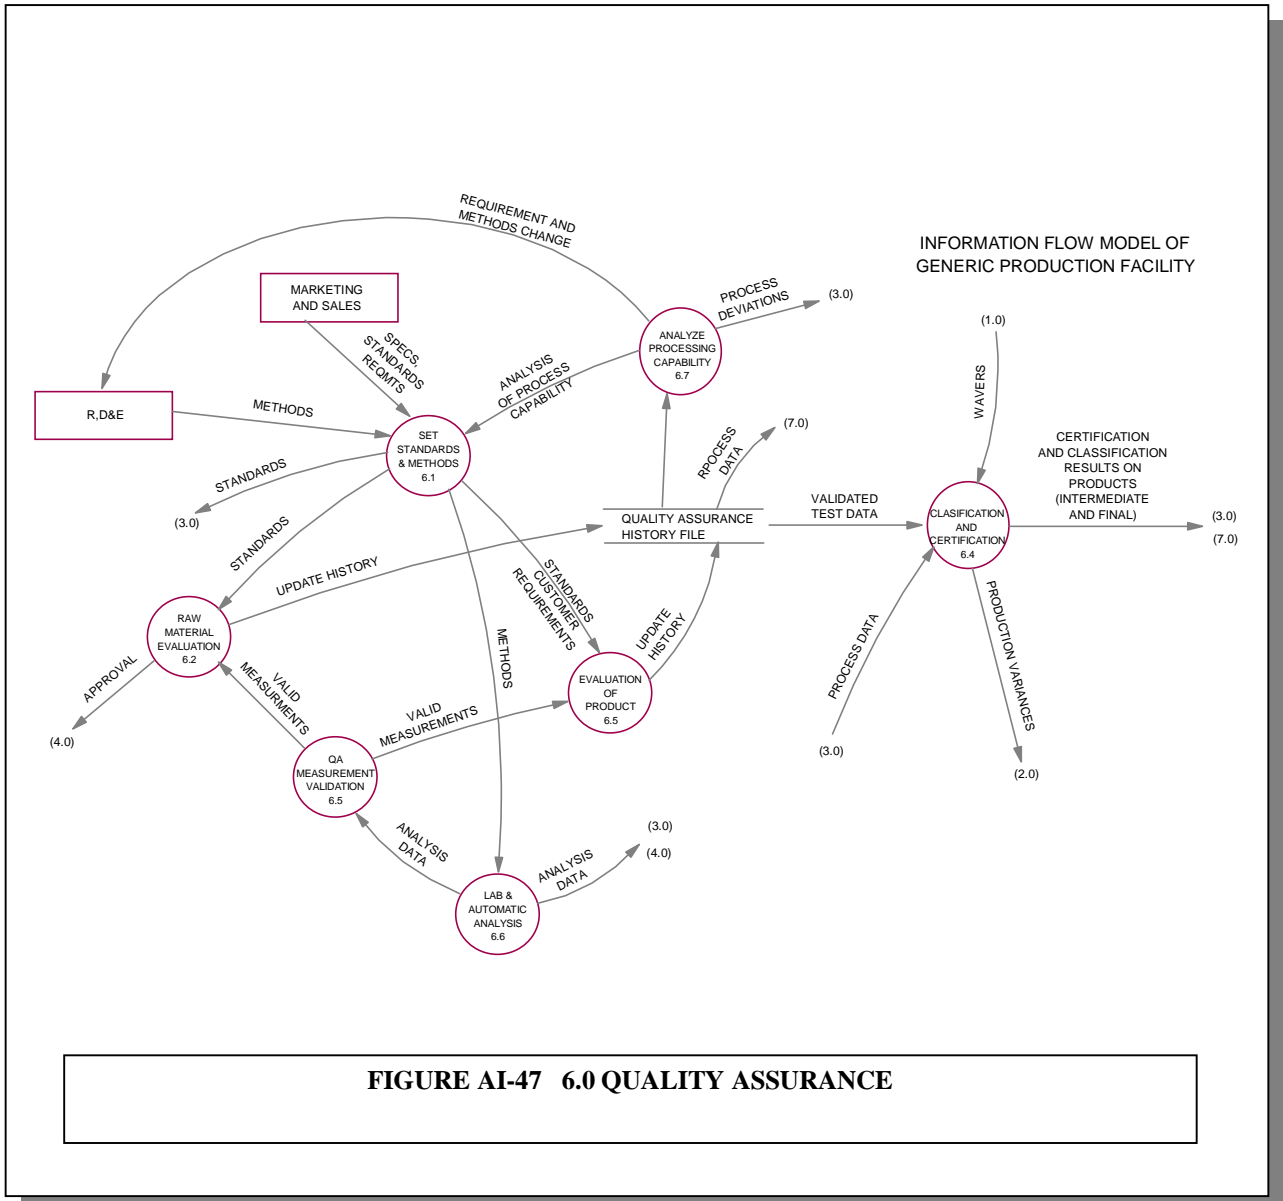 REQUIREMENT AND
METHODS CHANGE
INFORMATION FLOW MODEL OF
GENERIC PRODUCTION FACILITY
MARKETING
AND SALES
PROCESS
DEVIATIONS
(3.0)
(1.0)
ANALYZE
PROCESSING
CAPABILITY
6.7
SPECS,
STANDARDS
REQMTS
ANALYSIS
OF PROCESS
CAPABILITY
WAVERS
R,D&E
METHODS
SET
STANDARDS
& METHODS
6.1
RPOCESS
DATA
(7.0)
CERTIFICATION
AND CLASSIFICATION
RESULTS ON
PRODUCTS
(INTERMEDIATE
AND FINAL)
STANDARDS
(3.0)
STANDARDS
QUALITY ASSURANCE
HISTORY FILE
VALIDATED
TEST DATA
CLASIFICATION
AND
CERTIFICATION
6.4
(3.0)
(7.0)
UPDATE HISTORY
STANDARDS
CUSTOMER
REQUIREMENTS
RAW
MATERIAL
EVALUATION
6.2
METHODS
UPDATE
HISTORY
PROCESS DATA
PRODUCTION VARIANCES
APPROVAL
(4.0)
VALID
MEASURMENTS
VALID
MEASUREMENTS
EVALUATION
OF
PRODUCT
6.5
(3.0)
(2.0)
QA
MEASUREMENT
VALIDATION
6.5
ANALYSIS
DATA
ANALYSIS
DATA
(3.0)
(4.0)
LAB &
AUTOMATIC
ANALYSIS
6.6
FIGURE AI-47 6.0 QUALITY ASSURANCE